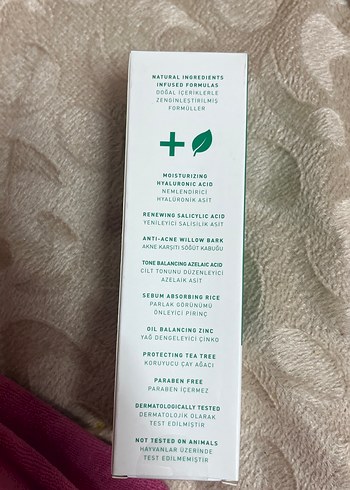 NATURAL INGREDIENTS
INFUSED FORMULAS
DOĞAL İÇERİKLERLE
ZENGİNLEŞTİRİLMİŞ
FORMÜLLER
MOISTURIZING
HYALURONIC ACID
NEMLENDİRİCİ
HYALÜRONİK ASİT
RENEWING SALICYLIC ACID
YENİLEYİCİ SALİSİLİK ASİT
ANTI-ACNE WILLOW BARK
AKNE KARŞITI SÖĞÜT KABUĞU
TONE BALANCING AZELAIC ACID
CİLT TONUNU DÜZENLEYİCİ
AZELAİK ASİT
SEBUM ABSORBING RICE
PARLAK GÖRÜNÜMÜ
ÖNLEYİCİ PİRİNÇ
OIL BALANCING ZINC
YAĞ DENGELEYİCİ ÇİNKO
PROTECTING TEA TREE
KORUYUCU ÇAY AĞACI
PARABEN FREE
PARABEN İÇERMEZ
DERMATOLOGICALLY TESTED
DERMATOLOJİK OLARAK
TEST EDİLMİŞTİR
NOT TESTED ON ANIMALS
HAYVANLAR ÜZERİNDE
TEST EDİLMEMİŞTİR